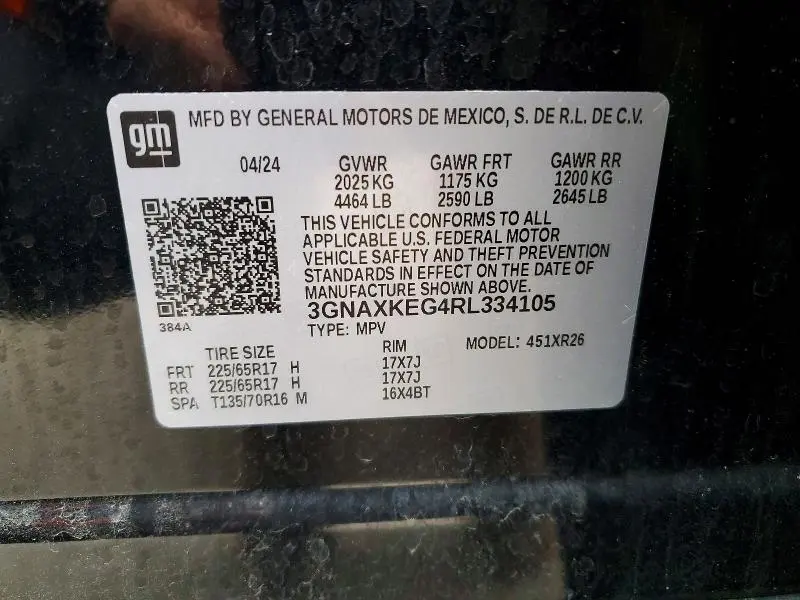 gm
MFD BY GENERAL MOTORS DE MEXICO, S. DE R.L. DE C.V.
04/24 GVWR GAWR FRT GAWR RR
2025 KG 1175 KG 1200 KG
4464 LB 2590 LB 2645 LB
THIS VEHICLE CONFORMS TO ALL
APPLICABLE U.S. FEDERAL MOTOR
VEHICLE SAFETY AND THEFT PREVENTION
STANDARDS IN EFFECT ON THE DATE OF
MANUFACTURE SHOWN ABOVE.
3GNAXKEG4RL334105
384A
TYPE: MPV
TIRE SIZE RIM MODEL: 451XR26
FRT 225/65R17 H 17X7J
RR 225/65R17 H 17X7J
SPA T135/70R16 M 16X4BT